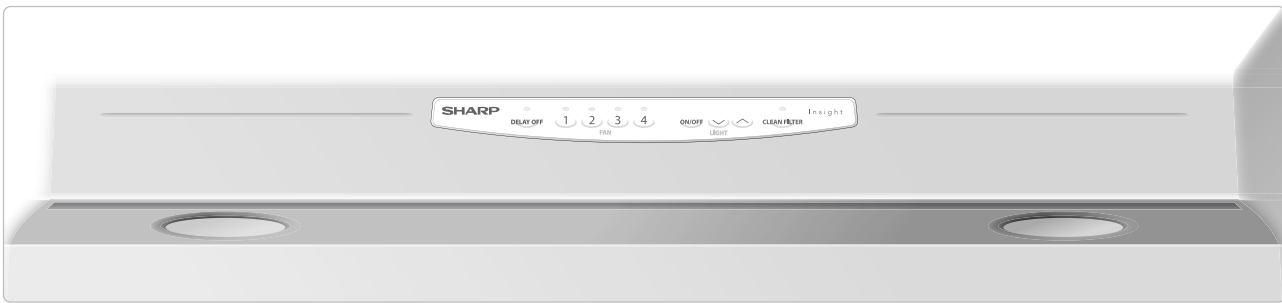 SHARP
Insight
DELAY OFF 1 2 3 4 ON/OFF CLEAN FILTER
FAN LIGHT